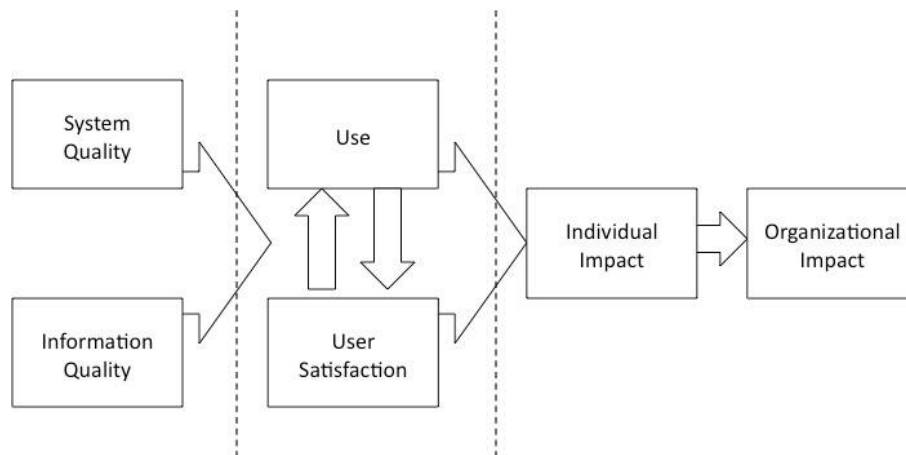 System
Quality
Use
Individual
Impact
Organizational
Impact
Information
Quality
User
Satisfaction